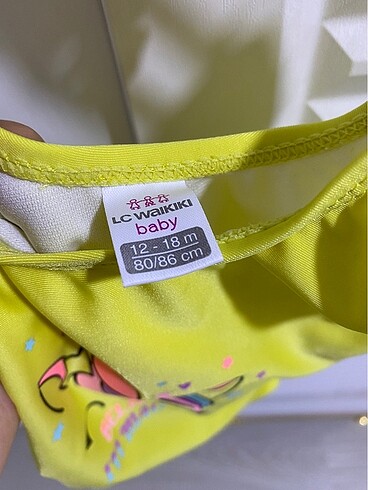 LC WAIKIKI
baby
12 - 18 m
80/86 cm